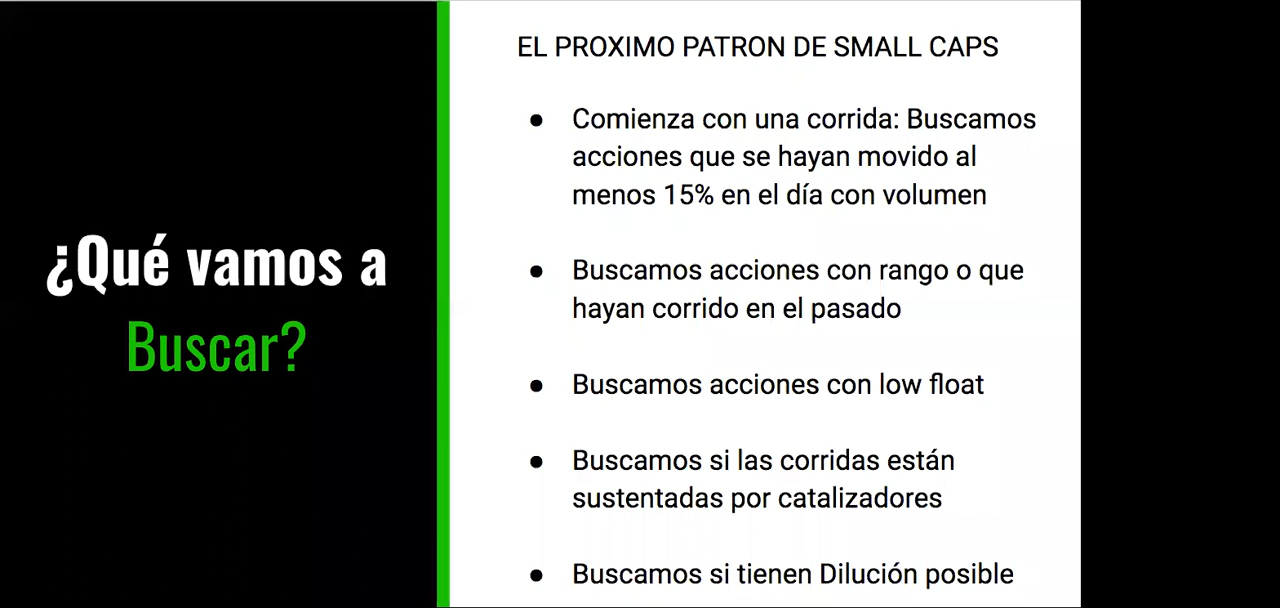 ¿Qué vamos a
Buscar?
EL PROXIMO PATRON DE SMALL CAPS
● Comienza con una corrida: Buscamos
acciones que se hayan movido al
menos 15% en el día con volumen
● Buscamos acciones con rango o que
hayan corrido en el pasado
● Buscamos acciones con low float
● Buscamos si las corridas están
sustentadas por catalizadores
● Buscamos si tienen Dilución posible